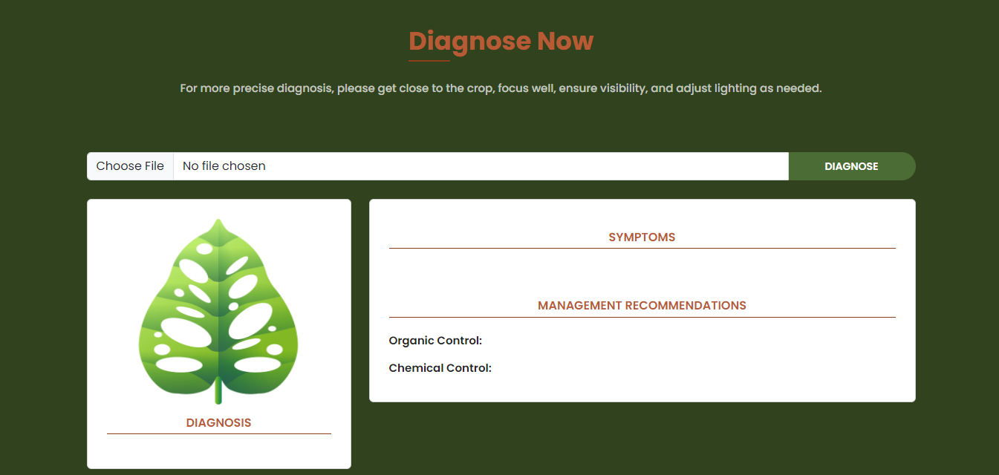 Diagnose Now
For more precise diagnosis, please get close to the crop, focus well, ensure visibility, and adjust lighting as needed.
Choose File No file chosen DIAGNOSE
DIAGNOSIS
SYMPTOMS
MANAGEMENT RECOMMENDATIONS
Organic Control:
Chemical Control: